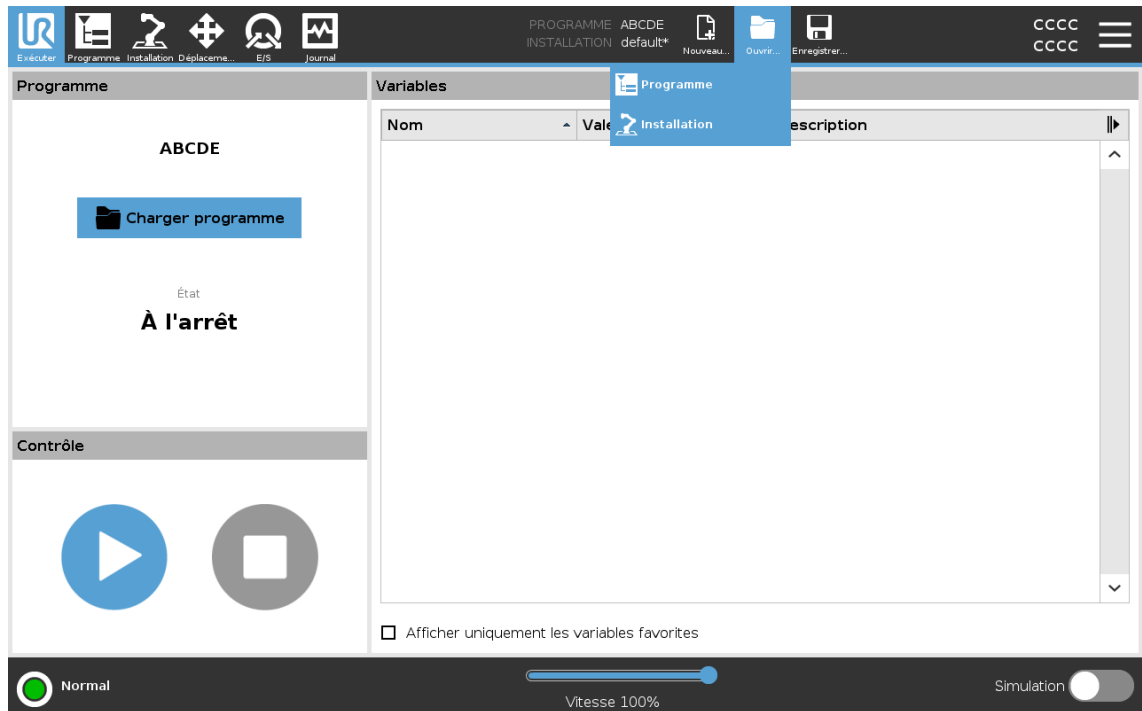 PROGRAMME ABCDE
INSTALLATION default*
CCCC
CCCC
Exécuter
Programme
Installation
Déplaceme...
E/S
Journal
Nouveau...
Ouvrir...
Enregistrer...
Programme
Installation
Programme
ABCDE
Charger programme
État
À l'arrêt
Variables
Nom
Vale
escription
Contrôle
Afficher uniquement les variables favorites
Normal
Vitesse 100%
Simulation